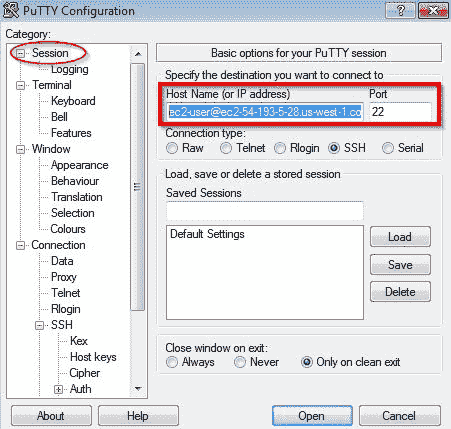 PuTTY Configuration
Category:
Session
Logging
Terminal
Keyboard
Bell
Features
Window
Appearance
Behaviour
Translation
Selection
Colours
Connection
Data
Proxy
Telnet
Rlogin
SSH
Kex
Host keys
Cipher
Auth
Basic options for your PuTTY session
Specify the destination you want to connect to
Host Name (or IP address) Port
ec2-user@ec2-54-193-5-28.us-west-1.co 22
Connection type:
Raw Telnet Rlogin SSH Serial
Load, save or delete a stored session
Saved Sessions
Default Settings
Load
Save
Delete
Close window on exit:
Always Never Only on clean exit
About Help Open Cancel